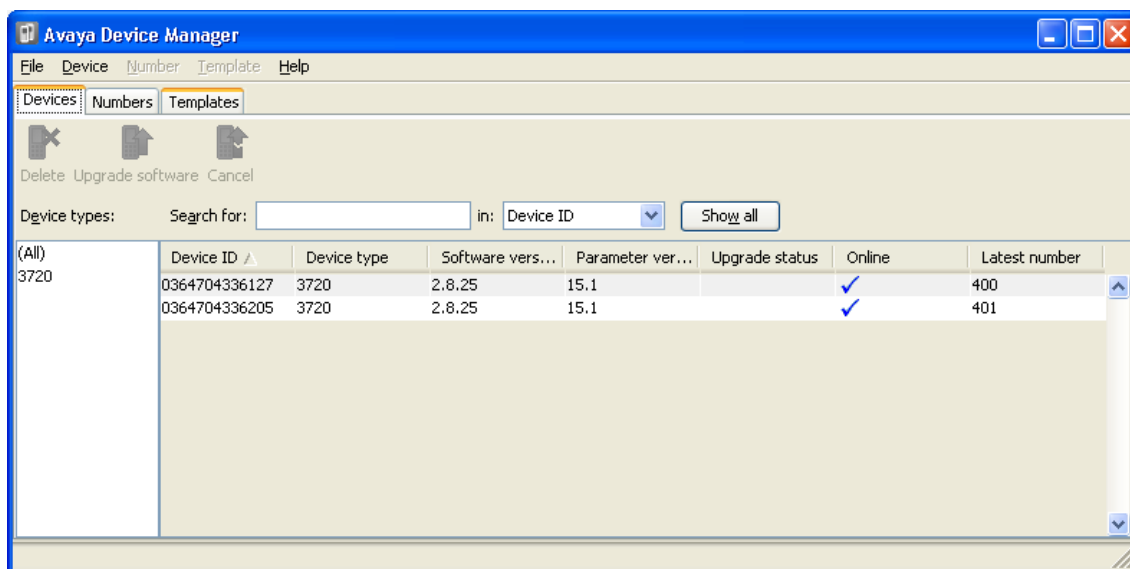 Avaya Device Manager
File Device Number Template Help
Devices Numbers Templates
Delete Upgrade software Cancel
Device types: Search for: in: Device ID Show all
(All)
3720
Device ID Device type Software vers... Parameter ver... Upgrade status Online Latest number
0364704336127 3720 2.8.25 15.1 400
0364704336205 3720 2.8.25 15.1 401